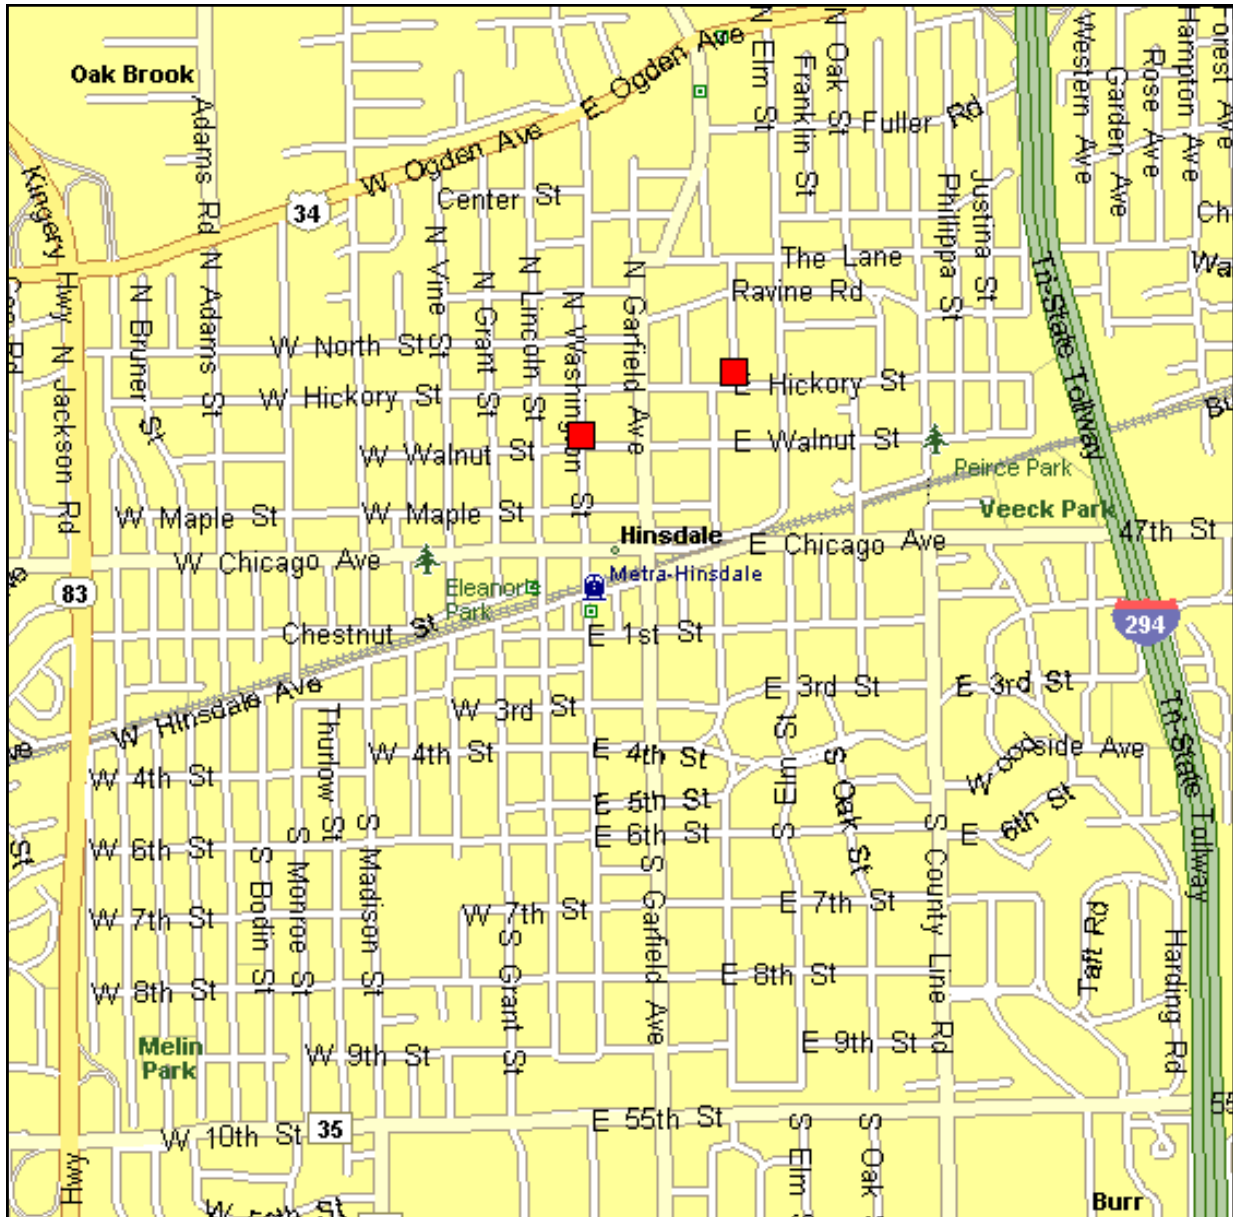 Oak Brook
E Ogden Ave
W Ogden Ave
N Elm St
Franklin St
N Oak St
Fuller Rd
Western Ave
Garden Ave
Rose Ave
Hampton Ave
Forest Ave
Adams Rd
Kingery Hwy
34
Center St
Philippa St
Justina St
N Adams St
N Bruner St
N Vine St
N Grant St
N Lincoln St
N Washington St
N Garfield Ave
The Lane
Ravine Rd
Tri-State Tollway
W North St
W Hickory St
E Hickory St
W Walnut St
E Walnut St
N Jackson Rd
Peirce Park
Veeck Park
W Maple St
W Maple St
Hinsdale
47th St
W Chicago Ave
E Chicago Ave
Metra-Hinsdale
Eleanor's
Park
83
294
Chestnut St
E 1st St
W Hinsdale Ave
W 3rd St
E 3rd St
E 3rd St
Thurlow St
W 4th St
W 4th St
E 4th St
S Elm St
S Oak St
Woodside Ave
Tri-State Tollway
E 5th St
E 6th St
E 6th St
W 6th St
S Bodin St
S Monroe St
S Madison St
S Garfield Ave
S County Line Rd
W 7th St
W 7th St
E 7th St
S Grant St
Taft Rd
Harding Rd
W 8th St
E 8th St
Melin
Park
W 9th St
E 9th St
W 10th St
35
E 55th St
S Elm
S Oak
Hwy
Burr